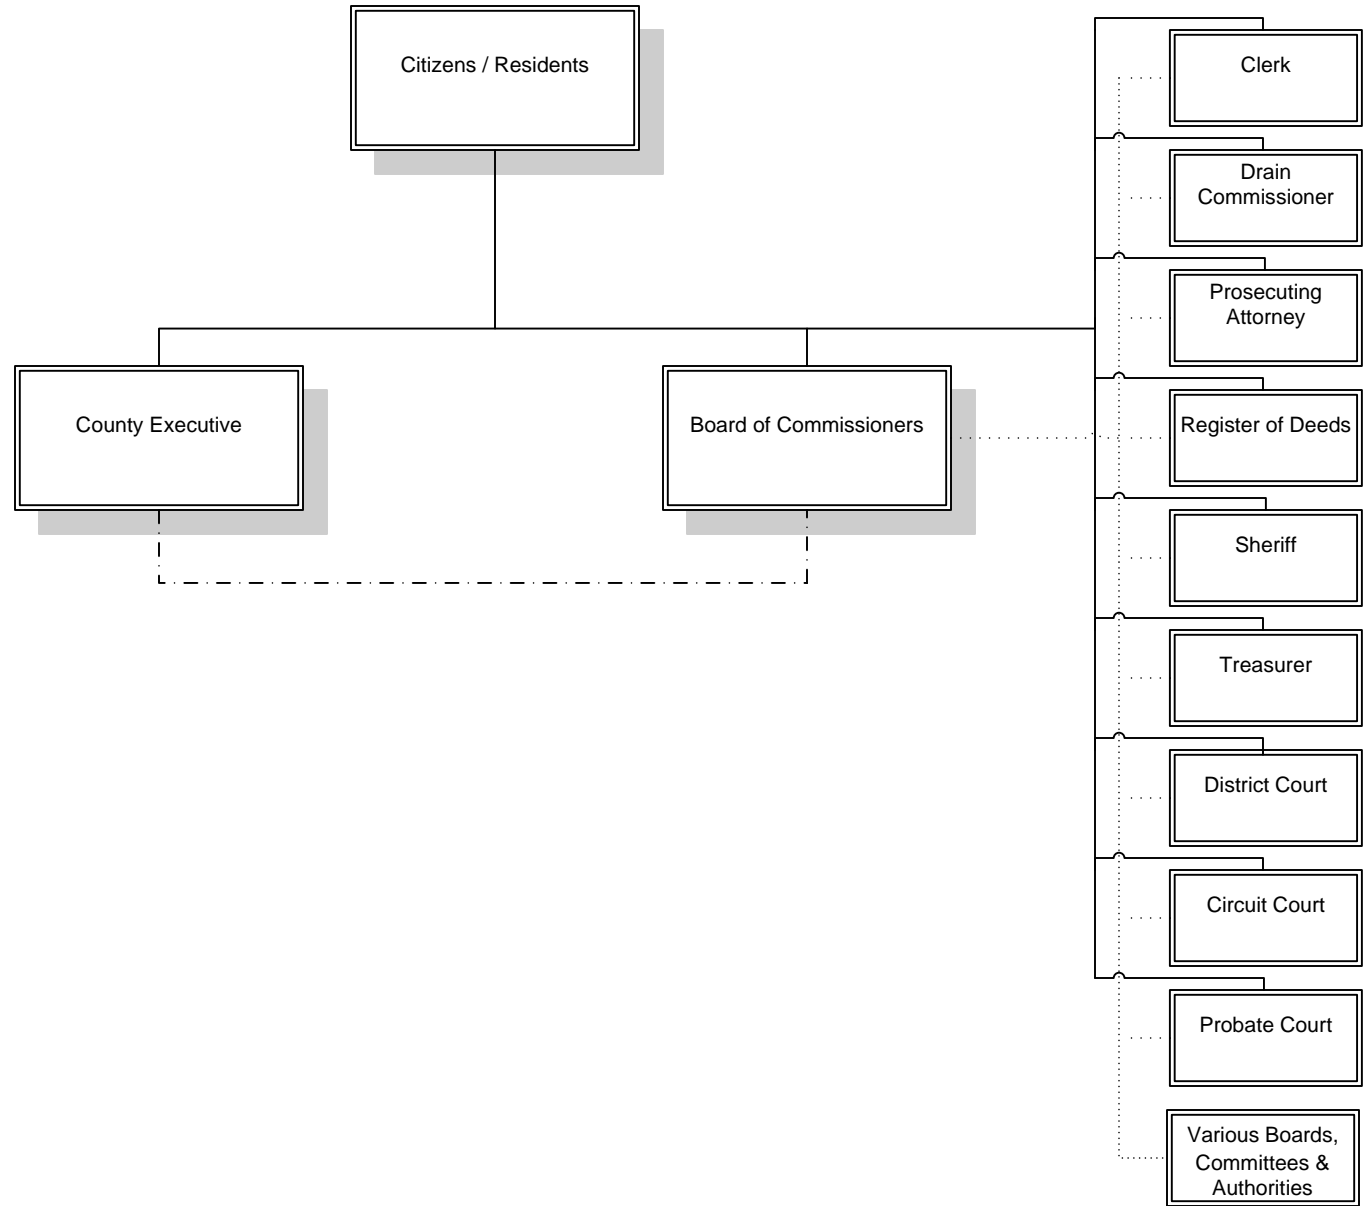 Citizens / Residents
Clerk
Drain
Commissioner
Prosecuting
Attorney
County Executive
Board of Commissioners
Register of Deeds
Sheriff
Treasurer
District Court
Circuit Court
Probate Court
Various Boards,
Committees &
Authorities